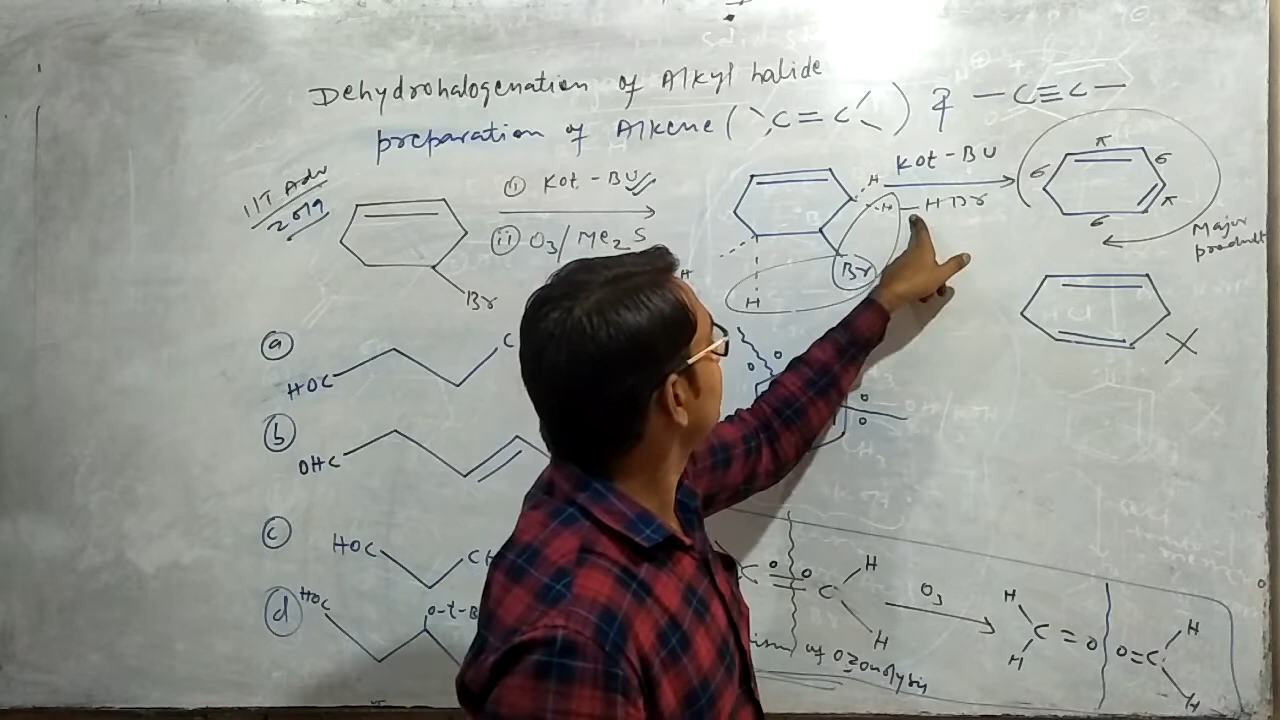 Dehydrohalogenation of Alkyl halide
preparation of Alkene ( >C=C< ) & —C≡C—
IIT Adv
2019
Br
(i) KOt-BU
(ii) O3/Me2S
H
H
H
H
Br
KOt-BU
-HBr
π
σ
σ
π
σ
Major
product
X
(a) HOC C
(b) OHC
(c) HOC CH
(d) HOC O-t-B
o
o
o
o
C=C
o o
H
H
O3
H
H
C=O
O=C
H
H
of Ozonolysis